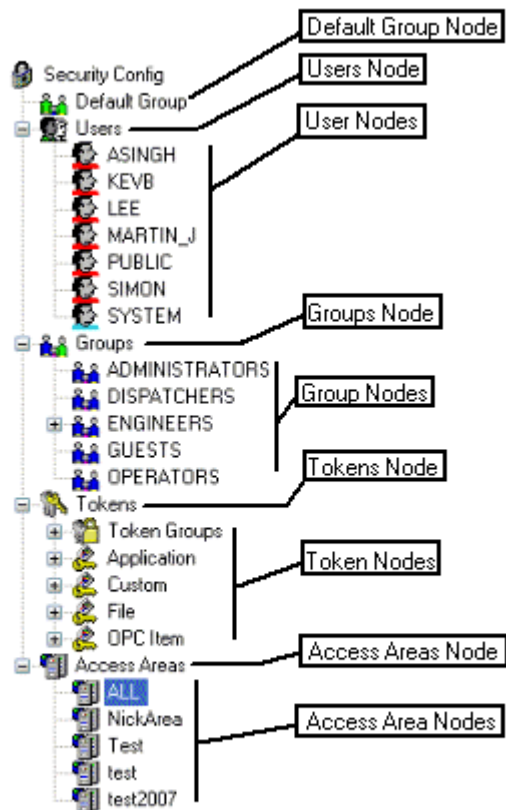 Default Group Node
Security Config
Users Node
Default Group
Users
User Nodes
ASINGH
KEVB
LEE
MARTIN_J
PUBLIC
SIMON
SYSTEM
Groups Node
Groups
ADMINISTRATORS
DISPATCHERS
Group Nodes
ENGINEERS
GUESTS
Tokens Node
OPERATORS
Tokens
Token Groups
Application
Token Nodes
Custom
File
OPC Item
Access Areas Node
Access Areas
ALL
NickArea
Access Area Nodes
Test
test
test2007